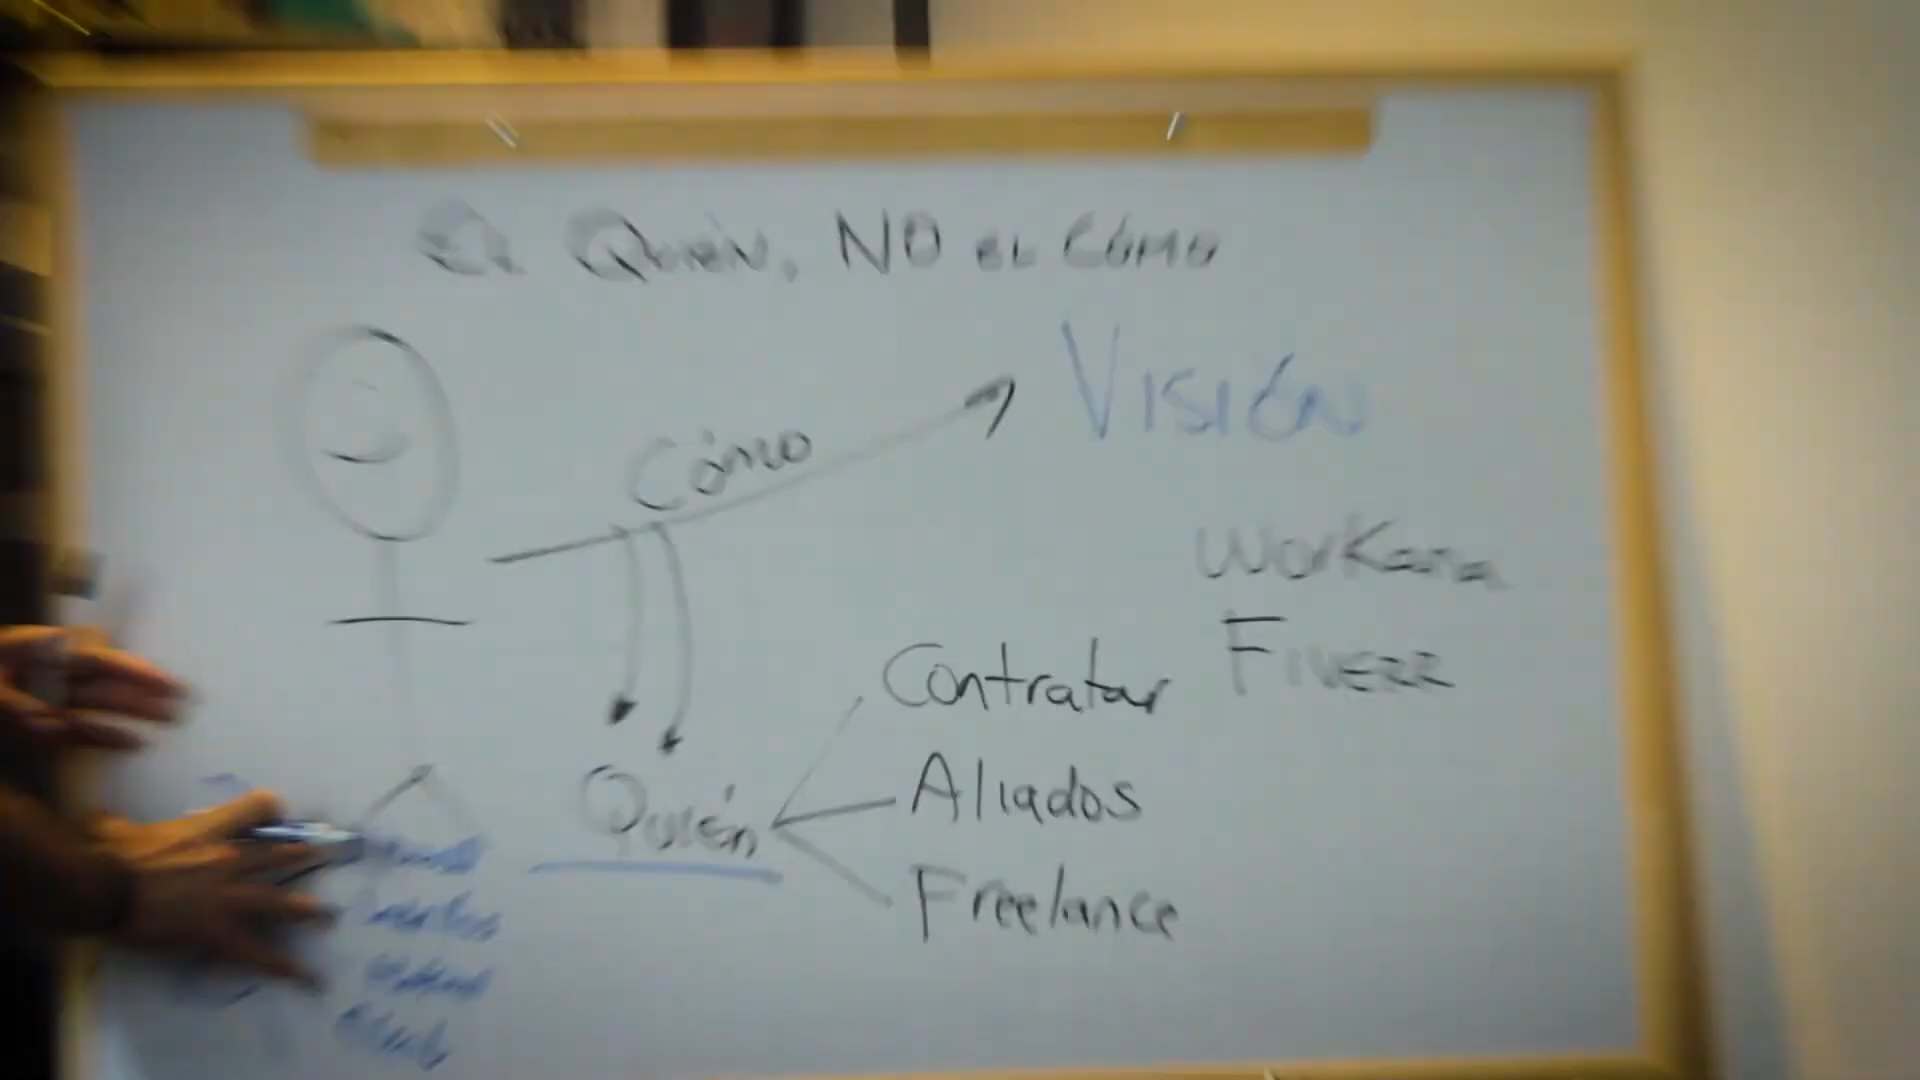 El Quién, NO EL CÓMO
Visión
Cómo
Workana
Fiverr
Contratar
Aliados
Quién
Freelance